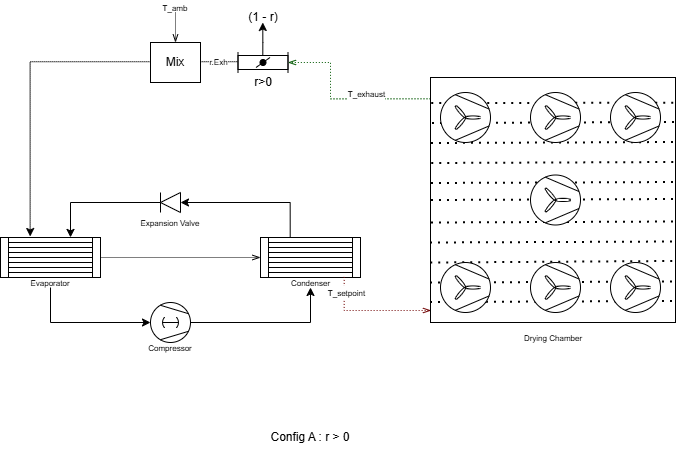 T_amb
(1 - r)
Mix
r.Exh
r>0
T_exhaust
Expansion Valve
Evaporator
Condenser
T_setpoint
Compressor
Drying Chamber
Config A : r > 0